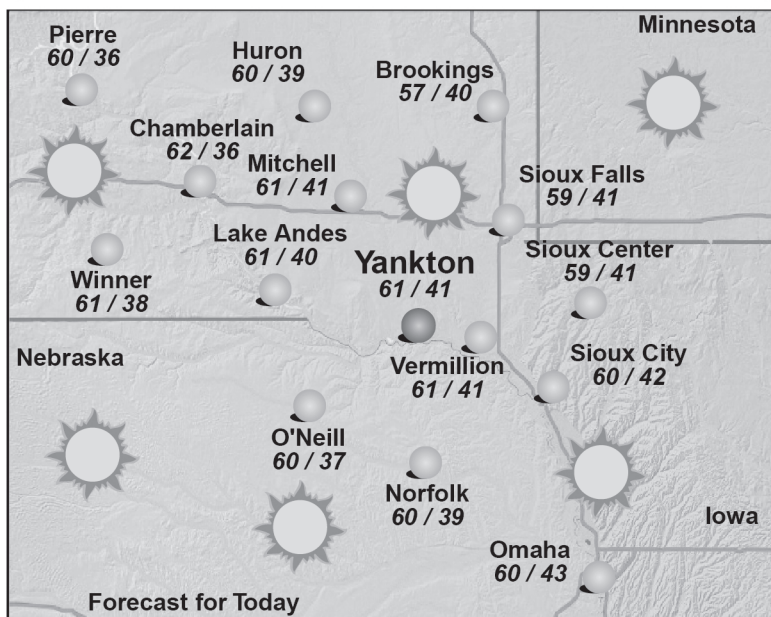 Pierre
60 / 36
Huron
60 / 39
Brookings
57 / 40
Minnesota
Chamberlain
62 / 36
Mitchell
61 / 41
Sioux Falls
59 / 41
Winner
61 / 38
Lake Andes
61 / 40
Yankton
61 / 41
Sioux Center
59 / 41
Nebraska
Vermillion
61 / 41
Sioux City
60 / 42
O'Neill
60 / 37
Norfolk
60 / 39
Iowa
Omaha
60 / 43
Forecast for Today